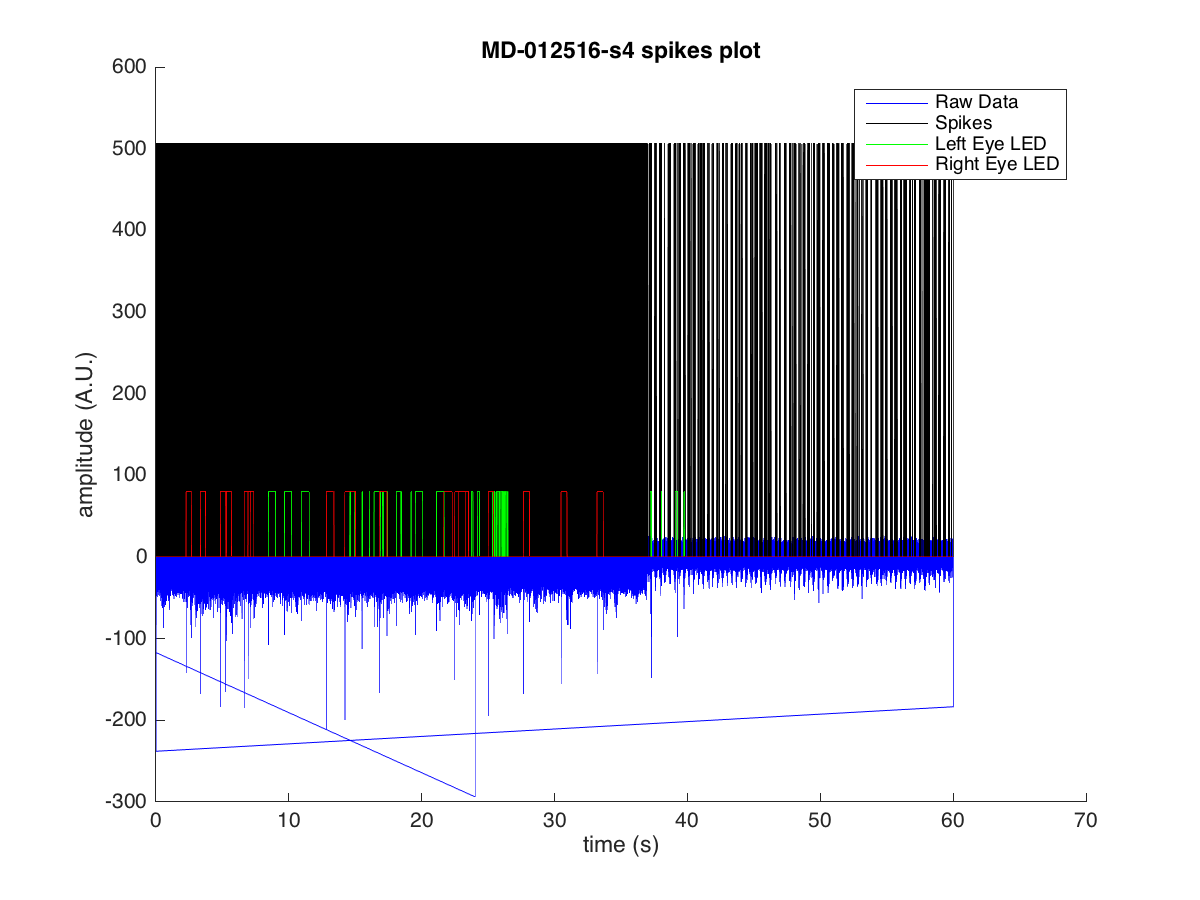 MD-012516-s4 spikes plot
600
500
400
300
200
100
0
-100
-200
-300
amplitude (A.U.)
Raw Data
Spikes
Left Eye LED
Right Eye LED
0 10 20 30 40 50 60 70
time (s)